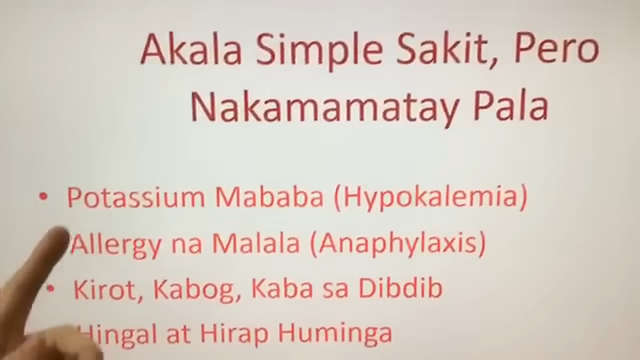 Akala Simple Sakit, Pero
Nakamamatay Pala
• Potassium Mababa (Hypokalemia)
Allergy na Malala (Anaphylaxis)
• Kirot, Kabog, Kaba sa Dibdib
Hingal at Hirap Huminga